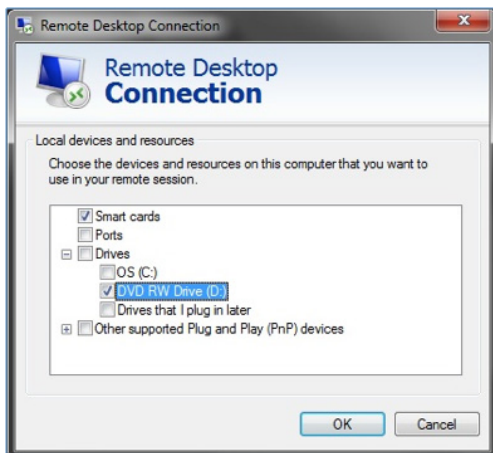 Remote Desktop Connection
Remote Desktop
Connection
Local devices and resources
Choose the devices and resources on this computer that you want to
use in your remote session.
Smart cards
Ports
Drives
OS (C:)
DVD RW Drive (D:)
Drives that I plug in later
Other supported Plug and Play (PnP) devices
OK Cancel